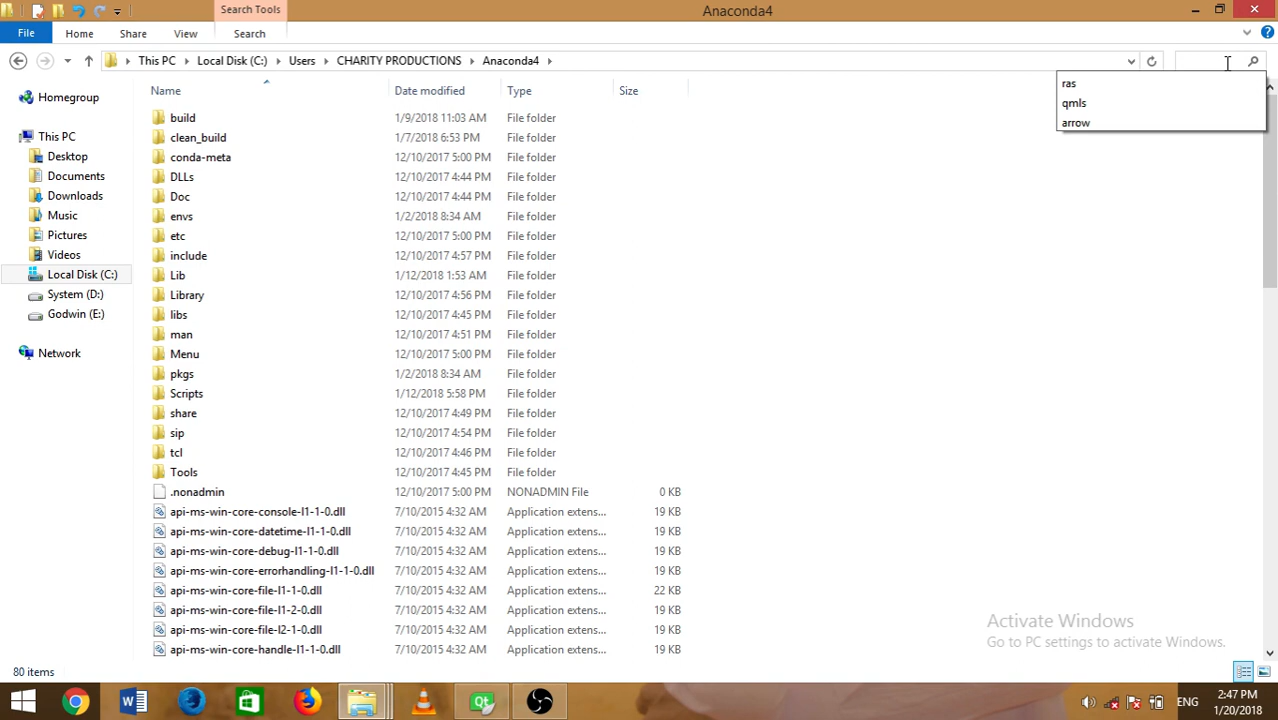 Search Tools
Anaconda4
File Home Share View Search
This PC Local Disk (C:) Users CHARITY PRODUCTIONS Anaconda4
ras
qmls
arrow
Homegroup
This PC
Desktop
Documents
Downloads
Music
Pictures
Videos
Local Disk (C:)
System (D:)
Godwin (E:)
Network
Name Date modified Type Size
build 1/9/2018 11:03 AM File folder
clean_build 1/7/2018 6:53 PM File folder
conda-meta 12/10/2017 5:00 PM File folder
DLLs 12/10/2017 4:44 PM File folder
Doc 12/10/2017 4:44 PM File folder
envs 1/2/2018 8:34 AM File folder
etc 12/10/2017 5:00 PM File folder
include 12/10/2017 4:57 PM File folder
Lib 1/12/2018 1:53 AM File folder
Library 12/10/2017 4:56 PM File folder
libs 12/10/2017 4:45 PM File folder
man 12/10/2017 4:51 PM File folder
Menu 12/10/2017 5:00 PM File folder
pkgs 1/2/2018 8:34 AM File folder
Scripts 1/12/2018 5:58 PM File folder
share 12/10/2017 4:49 PM File folder
sip 12/10/2017 4:54 PM File folder
tcl 12/10/2017 4:46 PM File folder
Tools 12/10/2017 4:45 PM File folder
.nonadmin 12/10/2017 5:00 PM NONADMIN File 0 KB
api-ms-win-core-console-l1-1-0.dll 7/10/2015 4:32 AM Application extens... 19 KB
api-ms-win-core-datetime-l1-1-0.dll 7/10/2015 4:32 AM Application extens... 19 KB
api-ms-win-core-debug-l1-1-0.dll 7/10/2015 4:32 AM Application extens... 19 KB
api-ms-win-core-errorhandling-l1-1-0.dll 7/10/2015 4:32 AM Application extens... 19 KB
api-ms-win-core-file-l1-1-0.dll 7/10/2015 4:32 AM Application extens... 22 KB
api-ms-win-core-file-l1-2-0.dll 7/10/2015 4:32 AM Application extens... 19 KB
api-ms-win-core-file-l2-1-0.dll 7/10/2015 4:32 AM Application extens... 19 KB
api-ms-win-core-handle-l1-1-0.dll 7/10/2015 4:32 AM Application extens... 19 KB
Activate Windows
Go to PC settings to activate Windows.
80 items
ENG
2:47 PM
1/20/2018